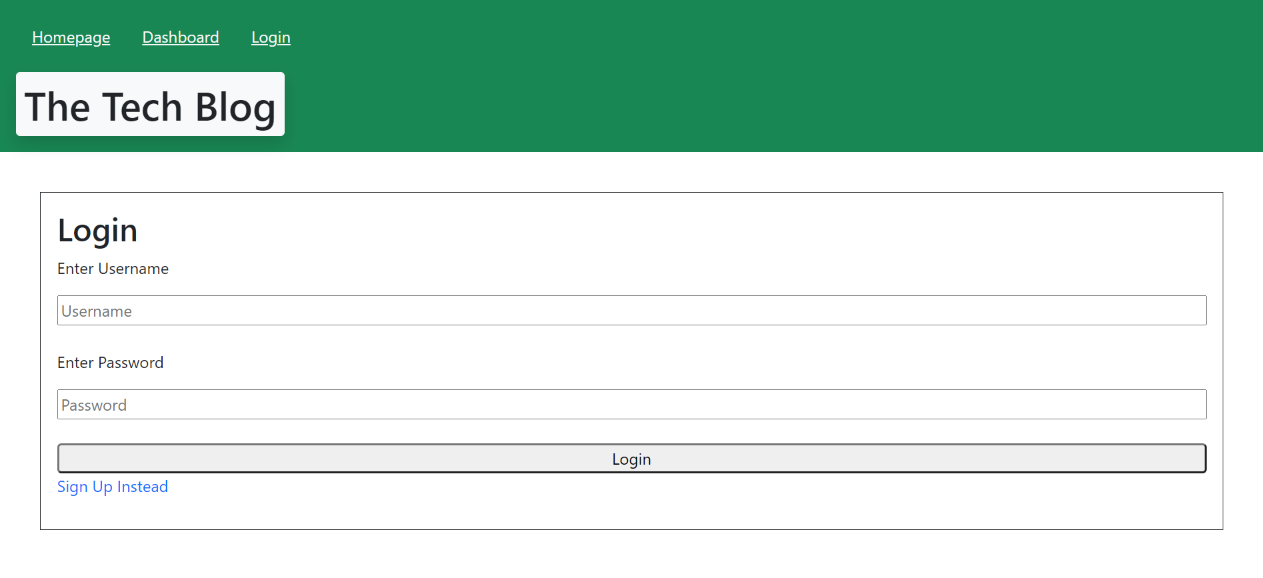 Homepage Dashboard Login
The Tech Blog
Login
Enter Username
Username
Enter Password
Password
Login
Sign Up Instead